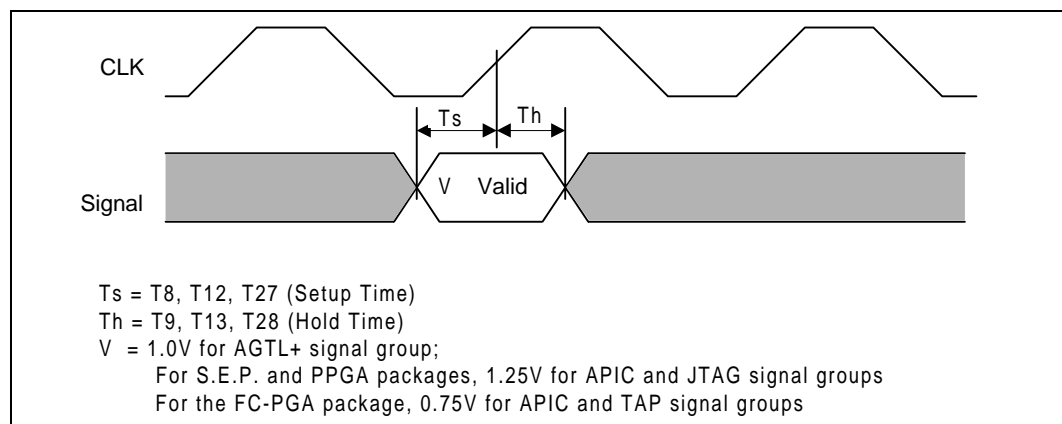 CLK
Ts Th
V Valid
Signal
Ts = T8, T12, T27 (Setup Time)
Th = T9, T13, T28 (Hold Time)
V = 1.0V for AGTL+ signal group;
For S.E.P. and PPGA packages, 1.25V for APIC and JTAG signal groups
For the FC-PGA package, 0.75V for APIC and TAP signal groups